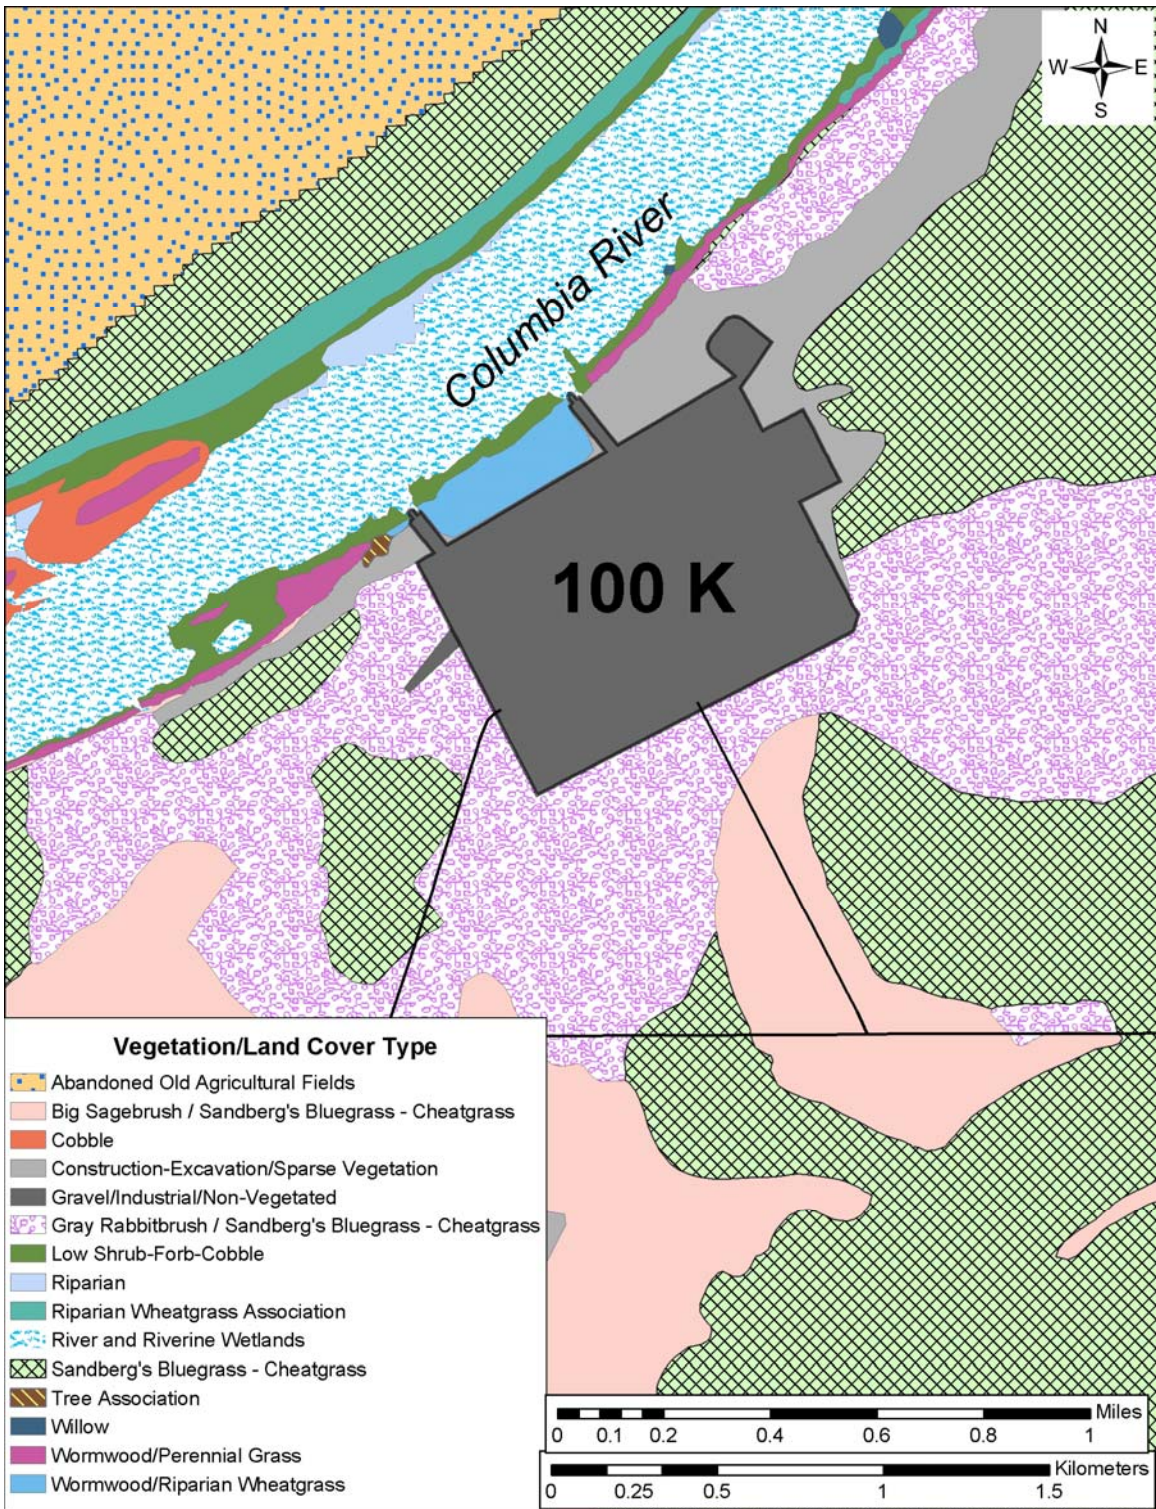 N
W E
S
Columbia River
100 K
Vegetation/Land Cover Type
Abandoned Old Agricultural Fields
Big Sagebrush / Sandberg's Bluegrass - Cheatgrass
Cobble
Construction-Excavation/Sparse Vegetation
Gravel/Industrial/Non-Vegetated
Gray Rabbitbrush / Sandberg's Bluegrass - Cheatgrass
Low Shrub-Forb-Cobble
Riparian
Riparian Wheatgrass Association
River and Riverine Wetlands
Sandberg's Bluegrass - Cheatgrass
Tree Association
Willow
Wormwood/Perennial Grass
Wormwood/Riparian Wheatgrass
Miles
0 0.1 0.2 0.4 0.6 0.8 1
Kilometers
0 0.25 0.5 1 1.5